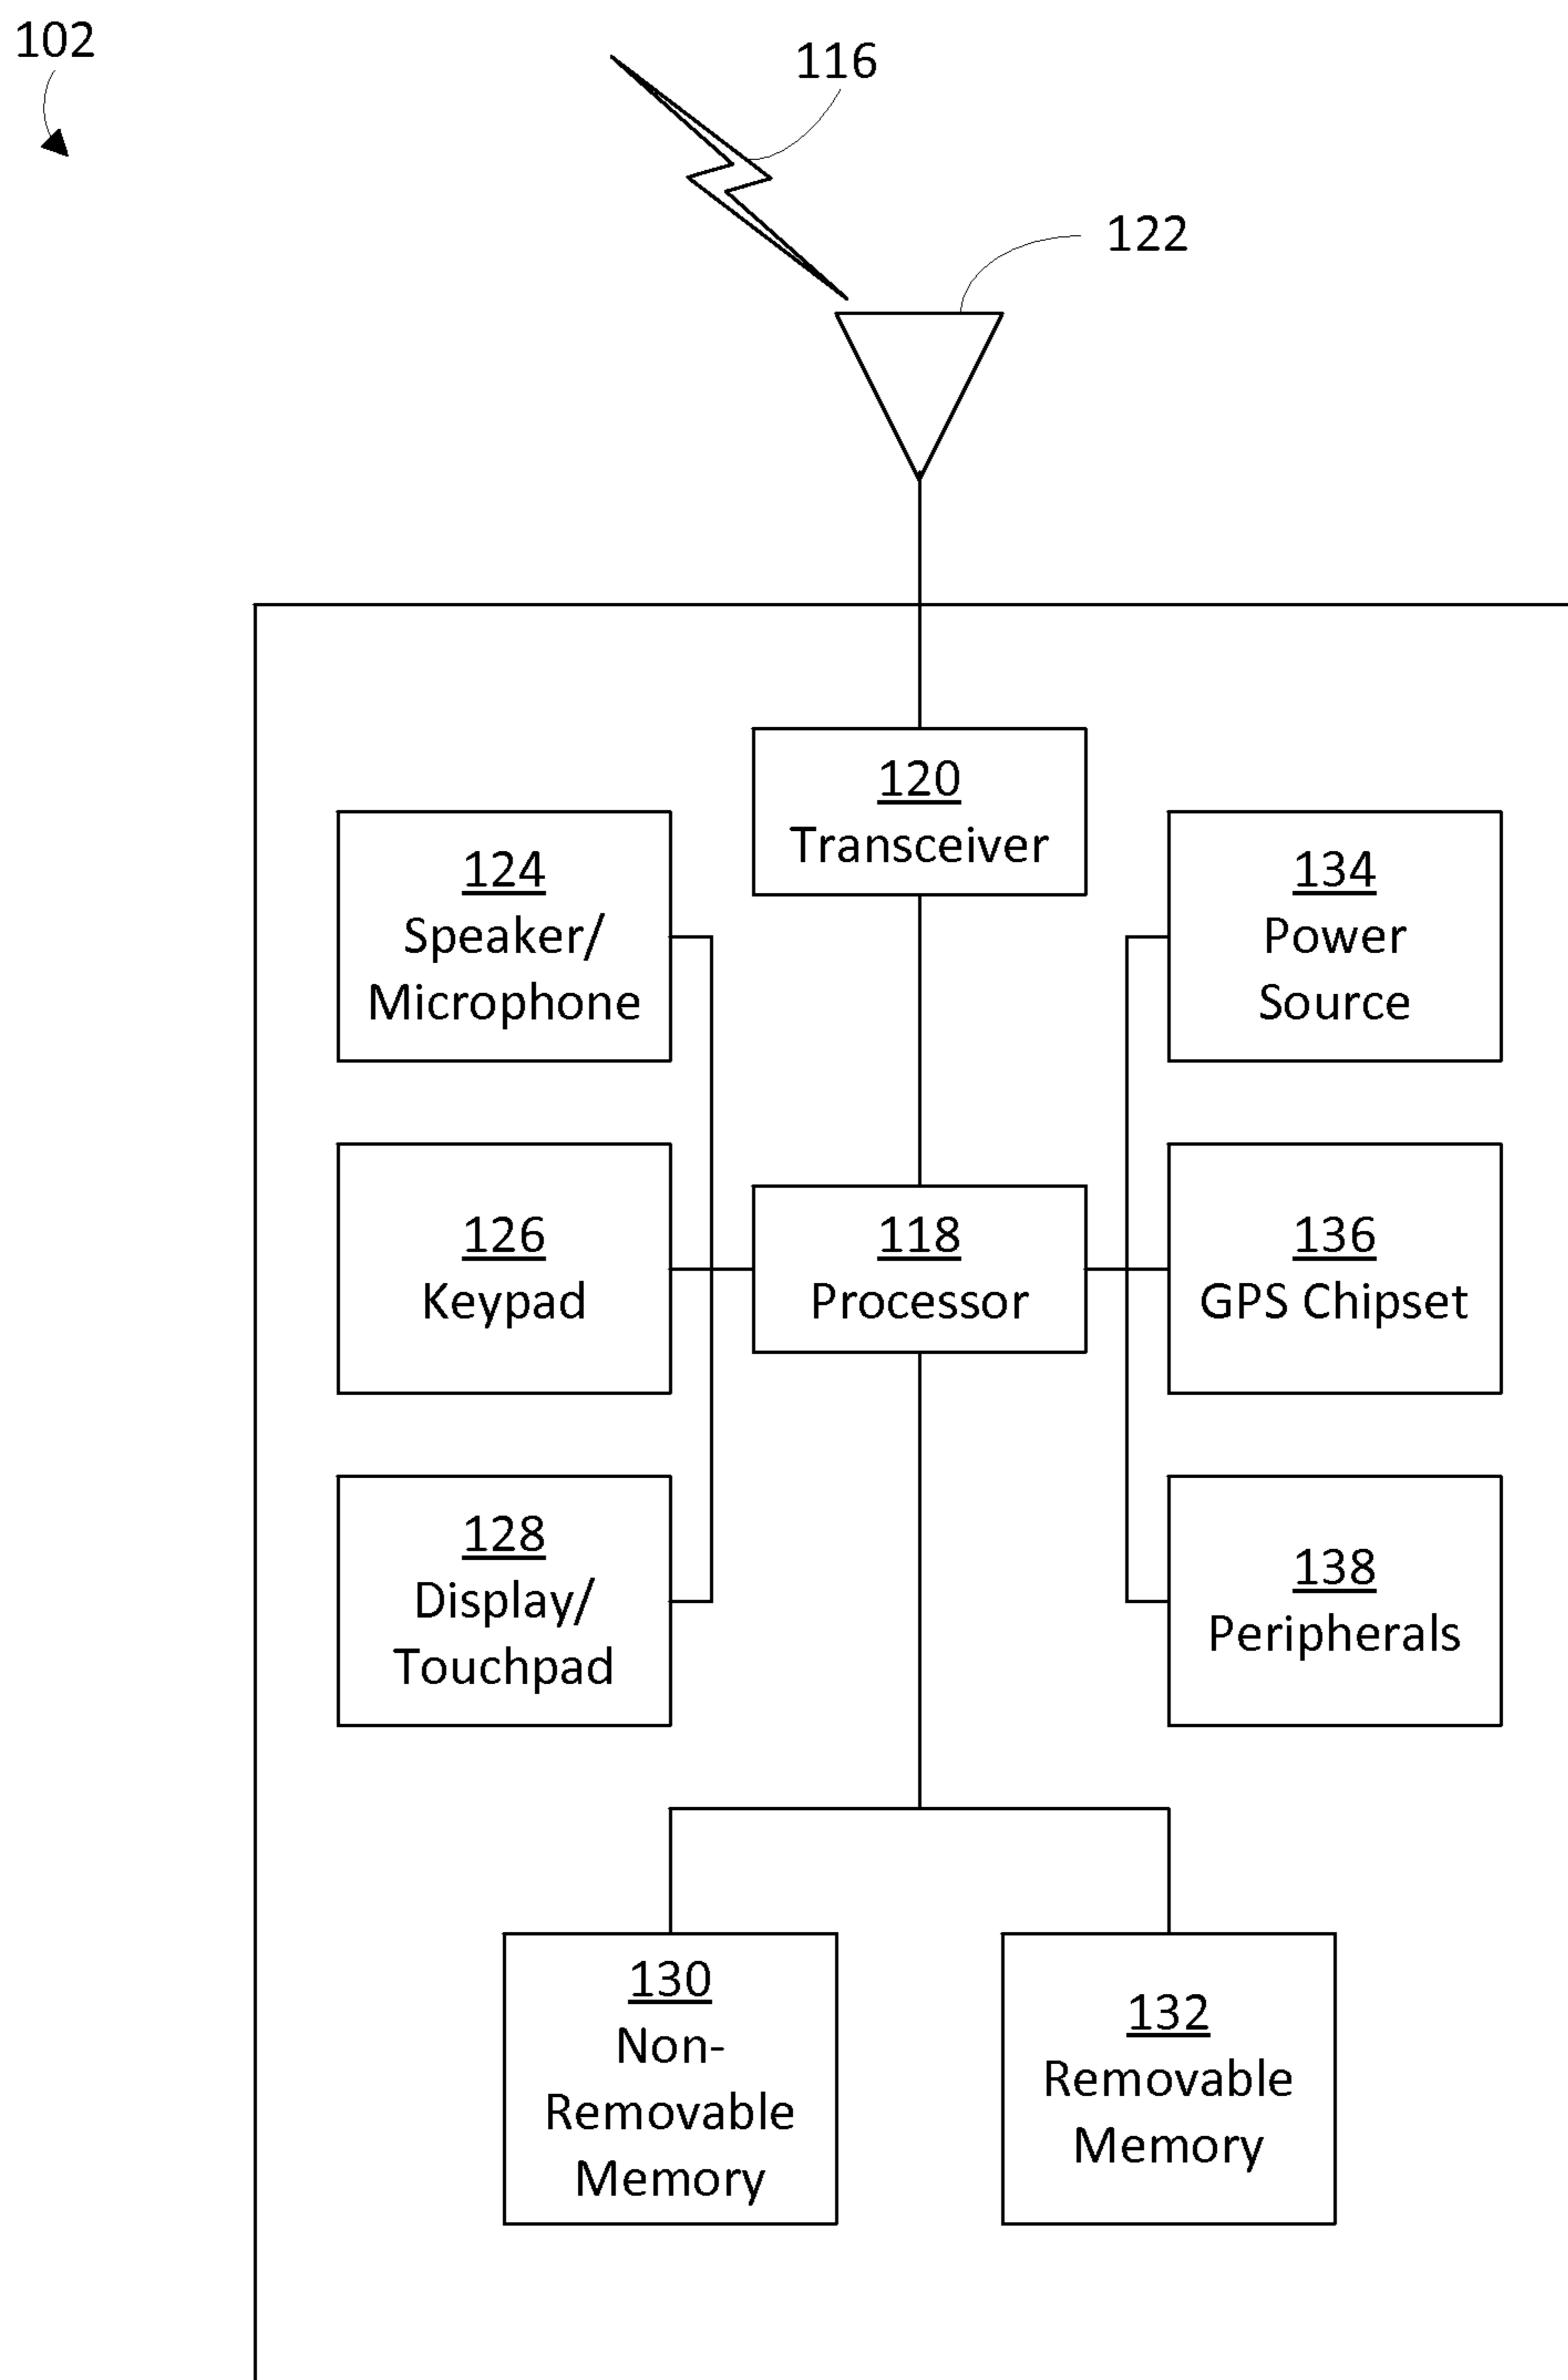 102
116
122
120
Transceiver
124
Speaker/
Microphone
134
Power
Source
126
Keypad
118
Processor
136
GPS Chipset
128
Display/
Touchpad
138
Peripherals
130
Non-
Removable
Memory
132
Removable
Memory